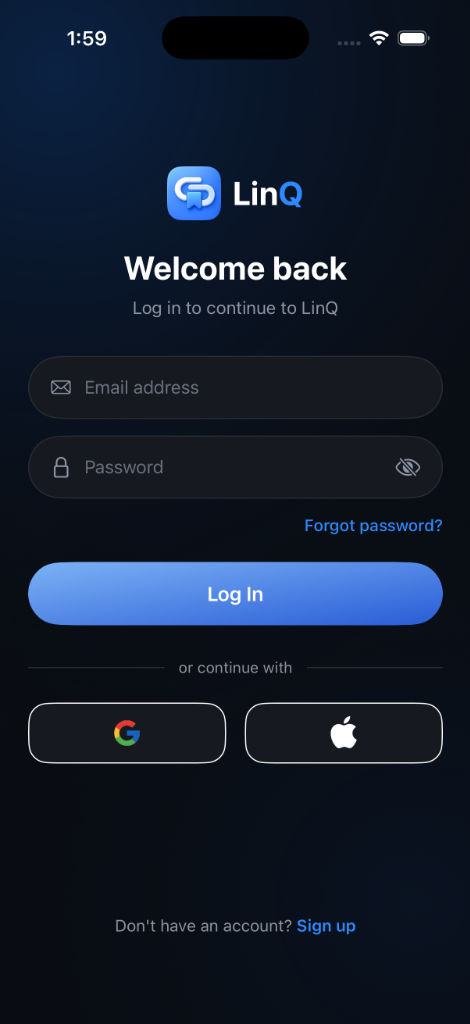 1:59
LinQ
Welcome back
Log in to continue to LinQ
Email address
Password
Forgot password?
Log In
or continue with
Don't have an account? Sign up